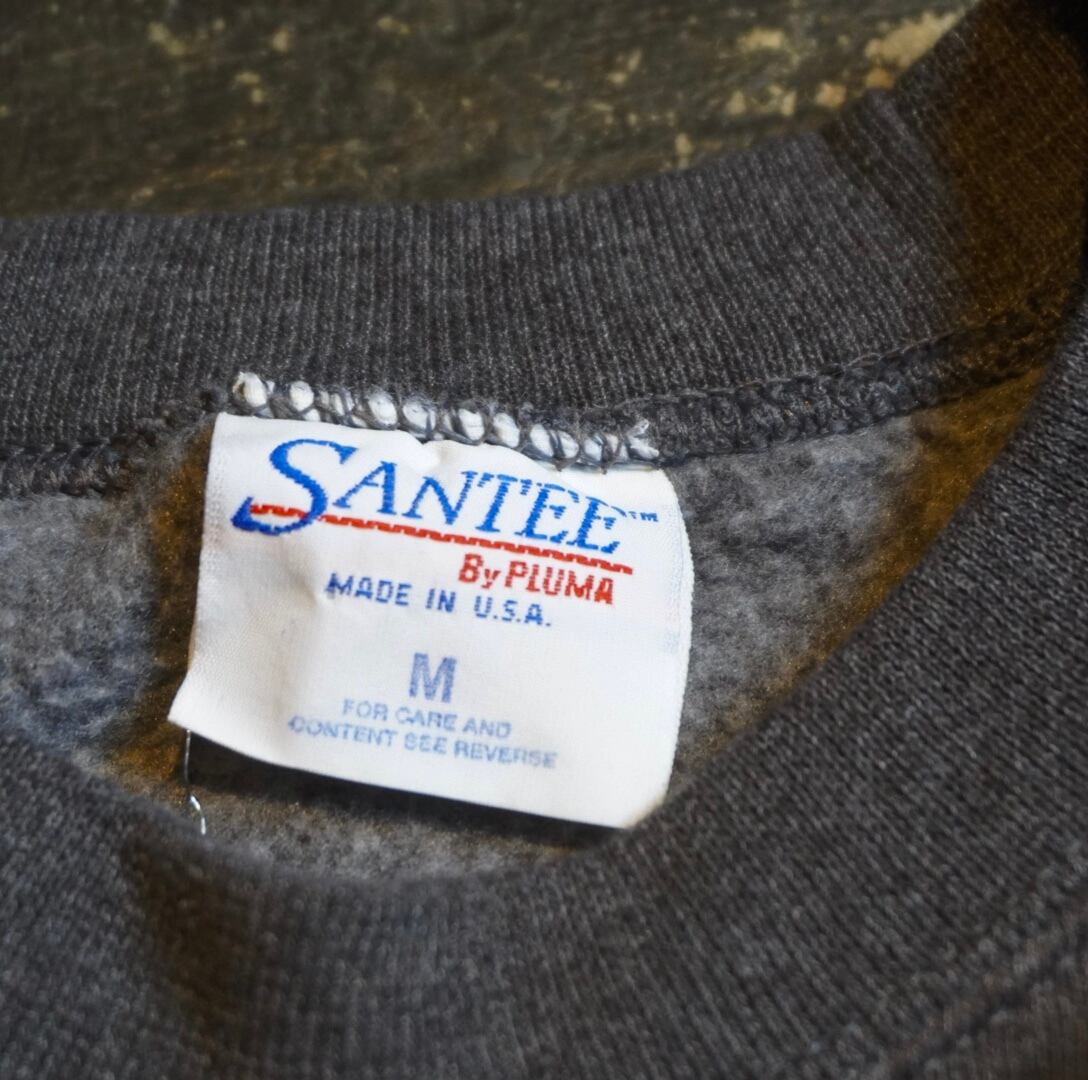 SANTEE™
By PLUMA
MADE IN U.S.A.
M
FOR CARE AND
CONTENT SEE REVERSE